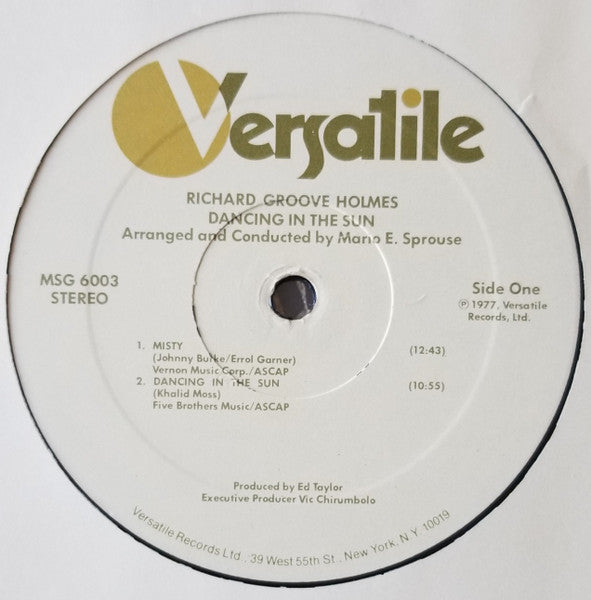 Versatile
RICHARD GROOVE HOLMES
DANCING IN THE SUN
Arranged and Conducted by Mario E. Sprouse
MSG 6003
STEREO
Side One
℗ 1977, Versatile
Records, Ltd.
1. MISTY (12:43)
(Johnny Burke/Errol Garner)
Vernon Music Corp./ASCAP
2. DANCING IN THE SUN (10:55)
(Khalid Moss)
Five Brothers Music/ASCAP
Produced by Ed Taylor
Executive Producer Vic Chirumbolo
Versatile Records Ltd., 39 West 55th St., New York, N.Y. 10019